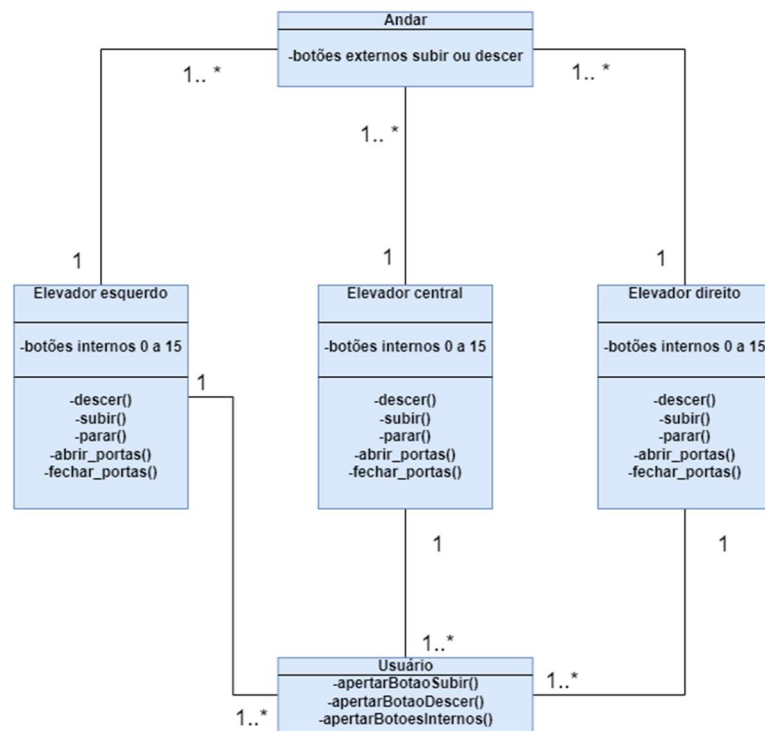 Andar
-botões externos subir ou descer
1.. *
1.. *
1.. *
1
1
1
Elevador esquerdo
-botões internos 0 a 15
-descer()
-subir()
-parar()
-abrir_portas()
-fechar_portas()
Elevador central
-botões internos 0 a 15
-descer()
-subir()
-parar()
-abrir_portas()
-fechar_portas()
Elevador direito
-botões internos 0 a 15
-descer()
-subir()
-parar()
-abrir_portas()
-fechar_portas()
1
1
1
1..*
1..*
1..*
Usuário
-apertarBotaoSubir()
-apertarBotaoDescer()
-apertarBotoesInternos()